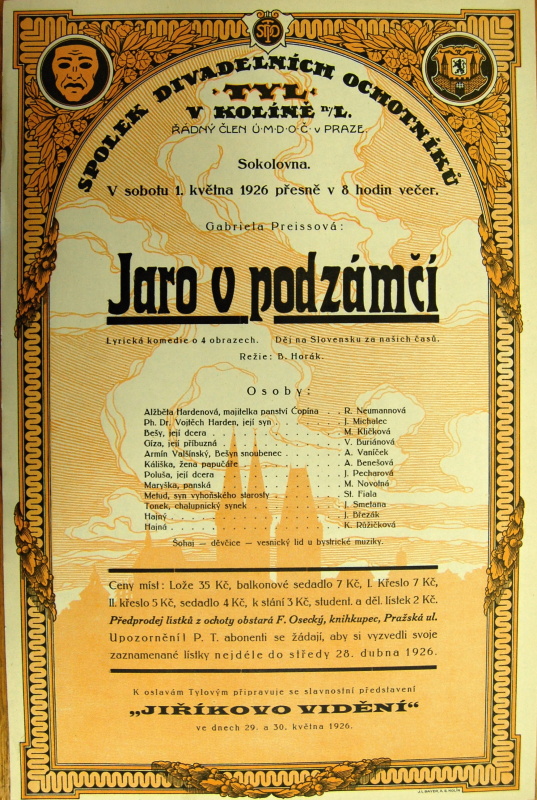 STDO
SPOLEK DIVADELNÍCH OCHOTNÍKŮ
·TYL·
V KOLÍNĚ n/L.
ŘADNÝ ČLEN Ú·M·D·O·Č· v PRAZE.
Sokolovna.
V sobotu 1. května 1926 přesně v 8 hodin večer.
Gabriela Preissová:
Jaro v podzámčí
Lyrická komedie o 4 obrazech. Děj na Slovensku za našich časů.
Režie: B. Horák.
Osoby:
Alžběta Hardenová, majitelka panství Čopina . . R. Neumannová
Ph. Dr. Vojtěch Harden, její syn . . . . . . . J. Michalec
Bešy, její dcera . . . . . . . . . . . . M. Kličková
Giza, její příbuzná . . . . . . . . . . . V. Buriánová
Armín Valšínský, Bešyn snoubenec . . . . . . A. Vaníček
Káliška, žena papučáře . . . . . . . . . . A. Benešová
Poluša, její dcera . . . . . . . . . . . J. Pecharová
Maryška, panská . . . . . . . . . . . . M. Novotná
Metud, syn vyhoňského starosty . . . . . . . St. Fiala
Tonek, chalupnický synek . . . . . . . . . J. Smetana
Hajný . . . . . . . . . . . . . . . J. Březák
Hajná . . . . . . . . . . . . . . . K. Růžičková
Šohaj — děvčice — vesnický lid u bystrické muziky.
Ceny míst: Lože 35 Kč, balkonové sedadlo 7 Kč, I. Křeslo 7 Kč,
II. křeslo 5 Kč, sedadlo 4 Kč, k stání 3 Kč, student. a děl. lístek 2 Kč.
Předprodej lístků z ochoty obstará F. Osecký, knihkupec, Pražská ul.
Upozornění! P. T. abonenti se žádají, aby si vyzvedli svoje
zaznamenané lístky nejdéle do středy 28. dubna 1926.
K oslavám Tylovým připravuje se slavnostní představení
„JIŘÍKOVO VIDĚNÍ“
ve dnech 29. a 30. května 1926.
J. L. BAYER, A. S. KOLÍN